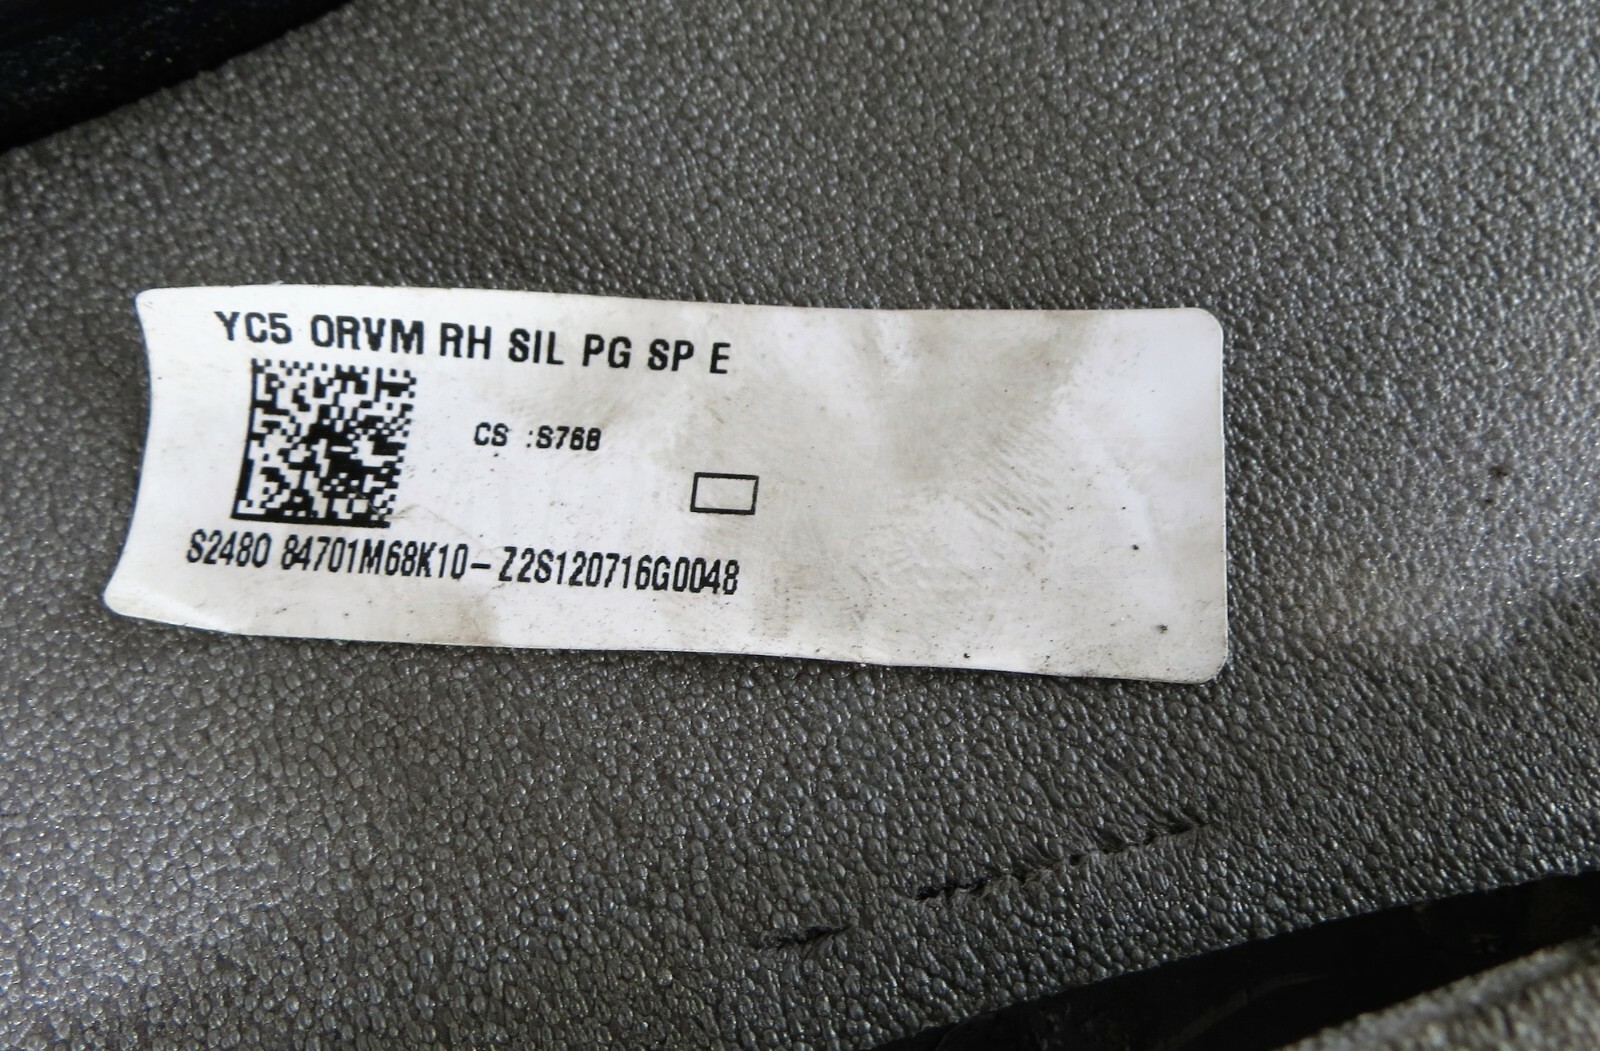 YC5 ORVM RH SIL PG SP E
CS :S768
S2480 84701M68K10-Z2S120716G0048